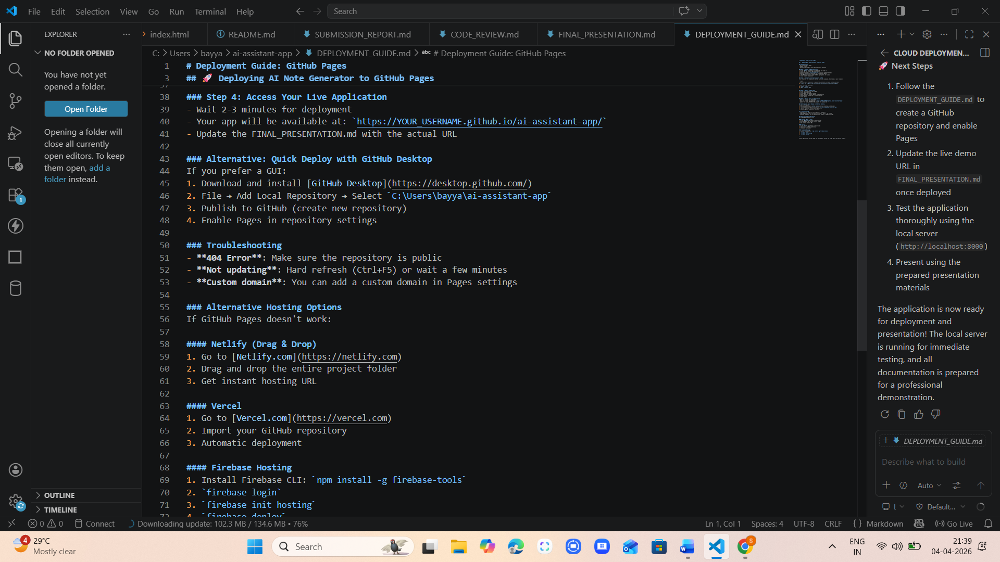 File Edit Selection View Go Run Terminal Help
Search
EXPLORER
index.html
README.md
SUBMISSION_REPORT.md
CODE_REVIEW.md
FINAL_PRESENTATION.md
DEPLOYMENT_GUIDE.md
NO FOLDER OPENED
You have not yet
opened a folder.
Open Folder
Opening a folder will
close all currently
open editors. To keep
them open, add a
folder instead.
1
OUTLINE
TIMELINE
C: > Users > bayya > ai-assistant-app > DEPLOYMENT_GUIDE.md > abc # Deployment Guide: GitHub Pages
1 # Deployment Guide: GitHub Pages
3 ## 🚀 Deploying AI Note Generator to GitHub Pages
38 ### Step 4: Access Your Live Application
39 - Wait 2-3 minutes for deployment
40 - Your app will be available at: `https://YOUR_USERNAME.github.io/ai-assistant-app/`
41 - Update the FINAL_PRESENTATION.md with the actual URL
42
43 ### Alternative: Quick Deploy with GitHub Desktop
44 If you prefer a GUI:
45 1. Download and install [GitHub Desktop](https://desktop.github.com/)
46 2. File → Add Local Repository → Select `C:\Users\bayya\ai-assistant-app`
47 3. Publish to GitHub (create new repository)
48 4. Enable Pages in repository settings
49
50 ### Troubleshooting
51 - **404 Error**: Make sure the repository is public
52 - **Not updating**: Hard refresh (Ctrl+F5) or wait a few minutes
53 - **Custom domain**: You can add a custom domain in Pages settings
54
55 ### Alternative Hosting Options
56 If GitHub Pages doesn't work:
57
58 #### Netlify (Drag & Drop)
59 1. Go to [Netlify.com](https://netlify.com)
60 2. Drag and drop the entire project folder
61 3. Get instant hosting URL
62
63 #### Vercel
64 1. Go to [Vercel.com](https://vercel.com)
65 2. Import your GitHub repository
66 3. Automatic deployment
67
68 #### Firebase Hosting
69 1. Install Firebase CLI: `npm install -g firebase-tools`
70 2. `firebase login`
71 3. `firebase init hosting`
72 4. `firebase deploy`
CLOUD DEPLOYMEN...
🚀 Next Steps
1. Follow the
DEPLOYMENT_GUIDE.md to
create a GitHub
repository and enable
Pages
2. Update the live demo
URL in
FINAL_PRESENTATION.md
once deployed
3. Test the application
thoroughly using the
local server
(http://localhost:8000)
4. Present using the
prepared presentation
materials
The application is now ready
for deployment and
presentation! The local server
is running for immediate
testing, and all
documentation is prepared
for a professional
demonstration.
DEPLOYMENT_GUIDE.md
Describe what to build
Auto
Default...
0 0 Connect Downloading update: 102.3 MB / 134.6 MB • 76%
Ln 1, Col 1 Spaces: 4 UTF-8 CRLF { } Markdown Go Live
4
29°C
Mostly clear
Search
S
ENG
IN
21:39
04-04-2026